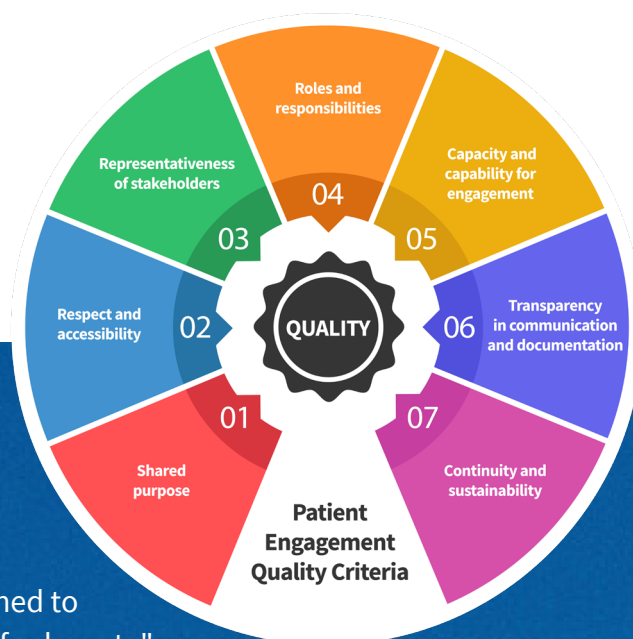 Roles and
responsibilities
04
Representativeness
of stakeholders
03
Capacity and
capability for
engagement
05
Respect and
accessibility
02
QUALITY
06
Transparency
in communication
and documentation
01
Shared
purpose
07
Continuity and
sustainability
Patient
Engagement
Quality Criteria
to